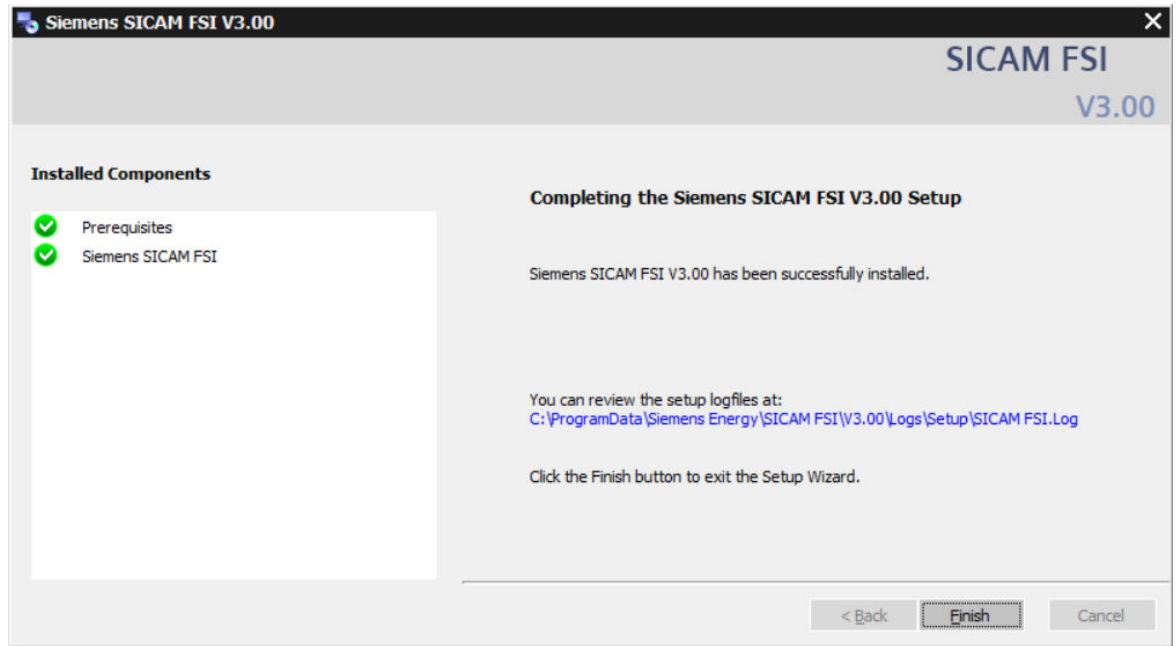 Siemens SICAM FSI V3.00
SICAM FSI
V3.00
Installed Components
Prerequisites
Siemens SICAM FSI
Completing the Siemens SICAM FSI V3.00 Setup
Siemens SICAM FSI V3.00 has been successfully installed.
You can review the setup logfiles at:
C:\ProgramData\Siemens Energy\SICAM FSI\V3.00\Logs\Setup\SICAM FSI.Log
Click the Finish button to exit the Setup Wizard.
< Back
Finish
Cancel